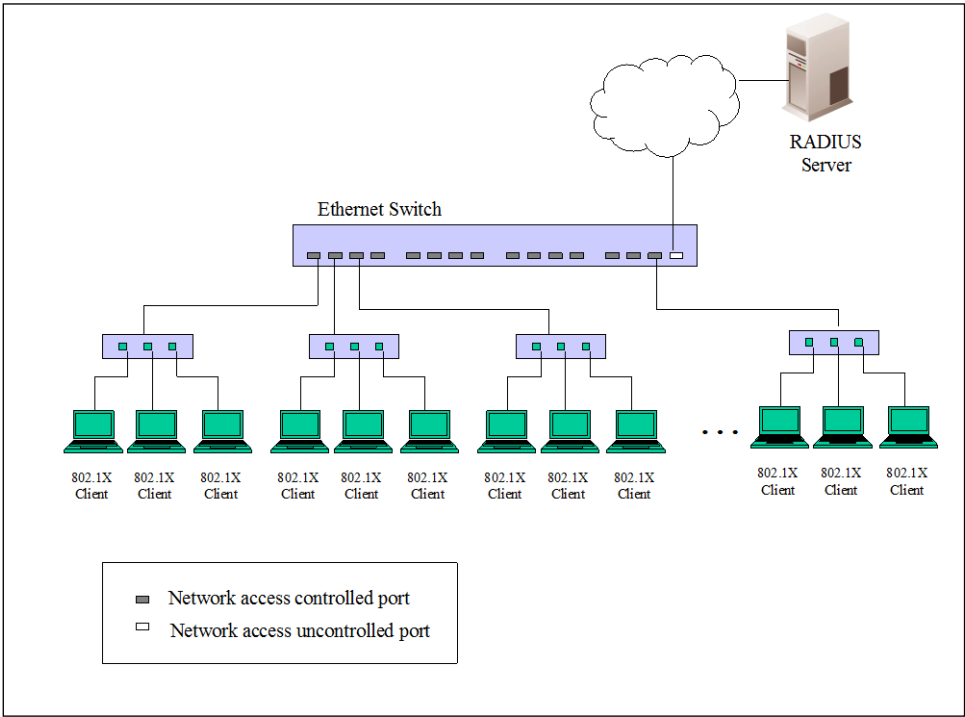 RADIUS
Server
Ethernet Switch
802.1X
Client
802.1X
Client
802.1X
Client
802.1X
Client
802.1X
Client
802.1X
Client
802.1X
Client
802.1X
Client
802.1X
Client
. . .
802.1X
Client
802.1X
Client
802.1X
Client
Network access controlled port
Network access uncontrolled port